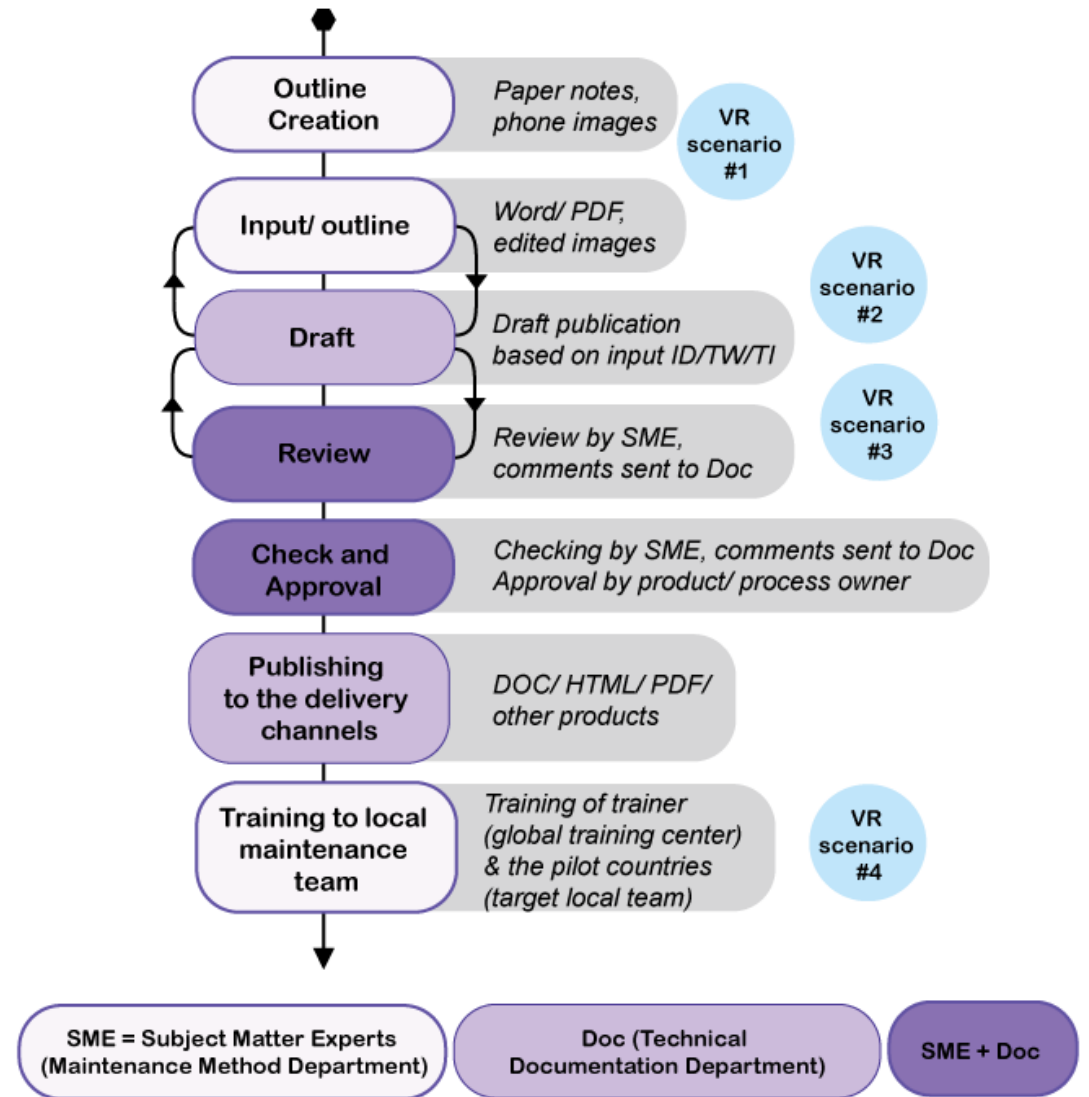 Outline
Creation
Paper notes,
phone images
VR
scenario
#1
Input/ outline
Word/ PDF,
edited images
VR
scenario
#2
Draft
Draft publication
based on input ID/TW/TI
VR
scenario
#3
Review
Review by SME,
comments sent to Doc
Check and
Approval
Checking by SME, comments sent to Doc
Approval by product/ process owner
Publishing
to the delivery
channels
DOC/ HTML/ PDF/
other products
Training to local
maintenance
team
Training of trainer
(global training center)
& the pilot countries
(target local team)
VR
scenario
#4
SME = Subject Matter Experts
(Maintenance Method Department)
Doc (Technical
Documentation Department)
SME + Doc